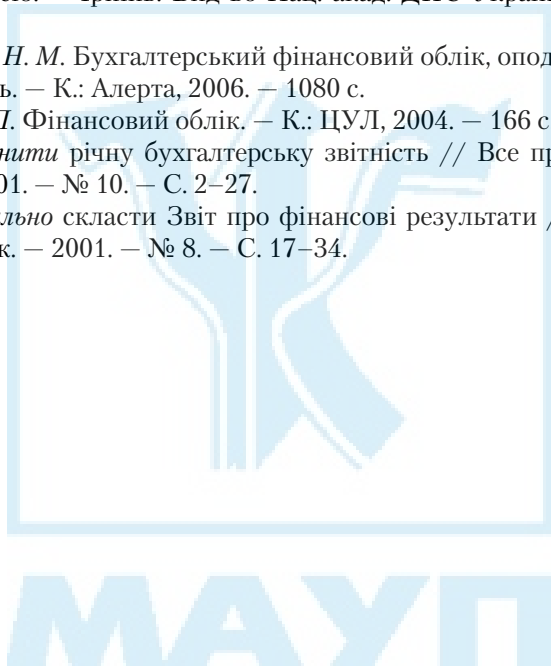 Н. М. Бухгалтерський фінансовий облік, опод
ь. — К.: Алерта, 2006. — 1080 с.
П. Фінансовий облік. — К.: ЦУЛ, 2004. — 166 с
нити річну бухгалтерську звітність // Все пр
01. — № 10. — С. 2–27.
льно скласти Звіт про фінансові результати /
к. — 2001. — № 8. — С. 17–34.
МАУП